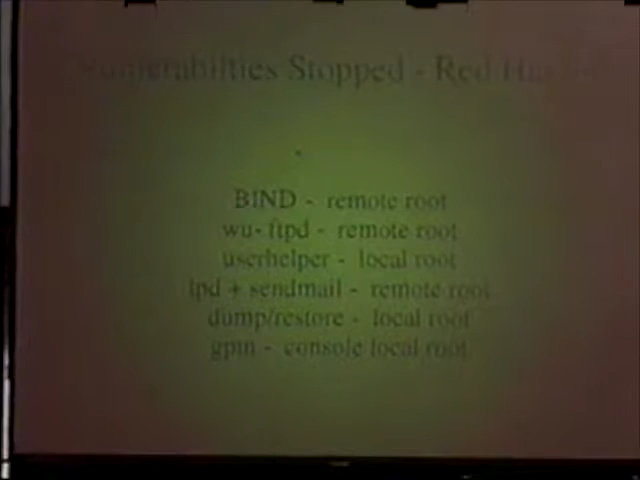 Vulnerabilties Stopped - Red
BIND - remote root
wu-ftpd - remote root
userhelper - local root
lpd + sendmail - remote root
dump/restore - local root
gpm - console local root